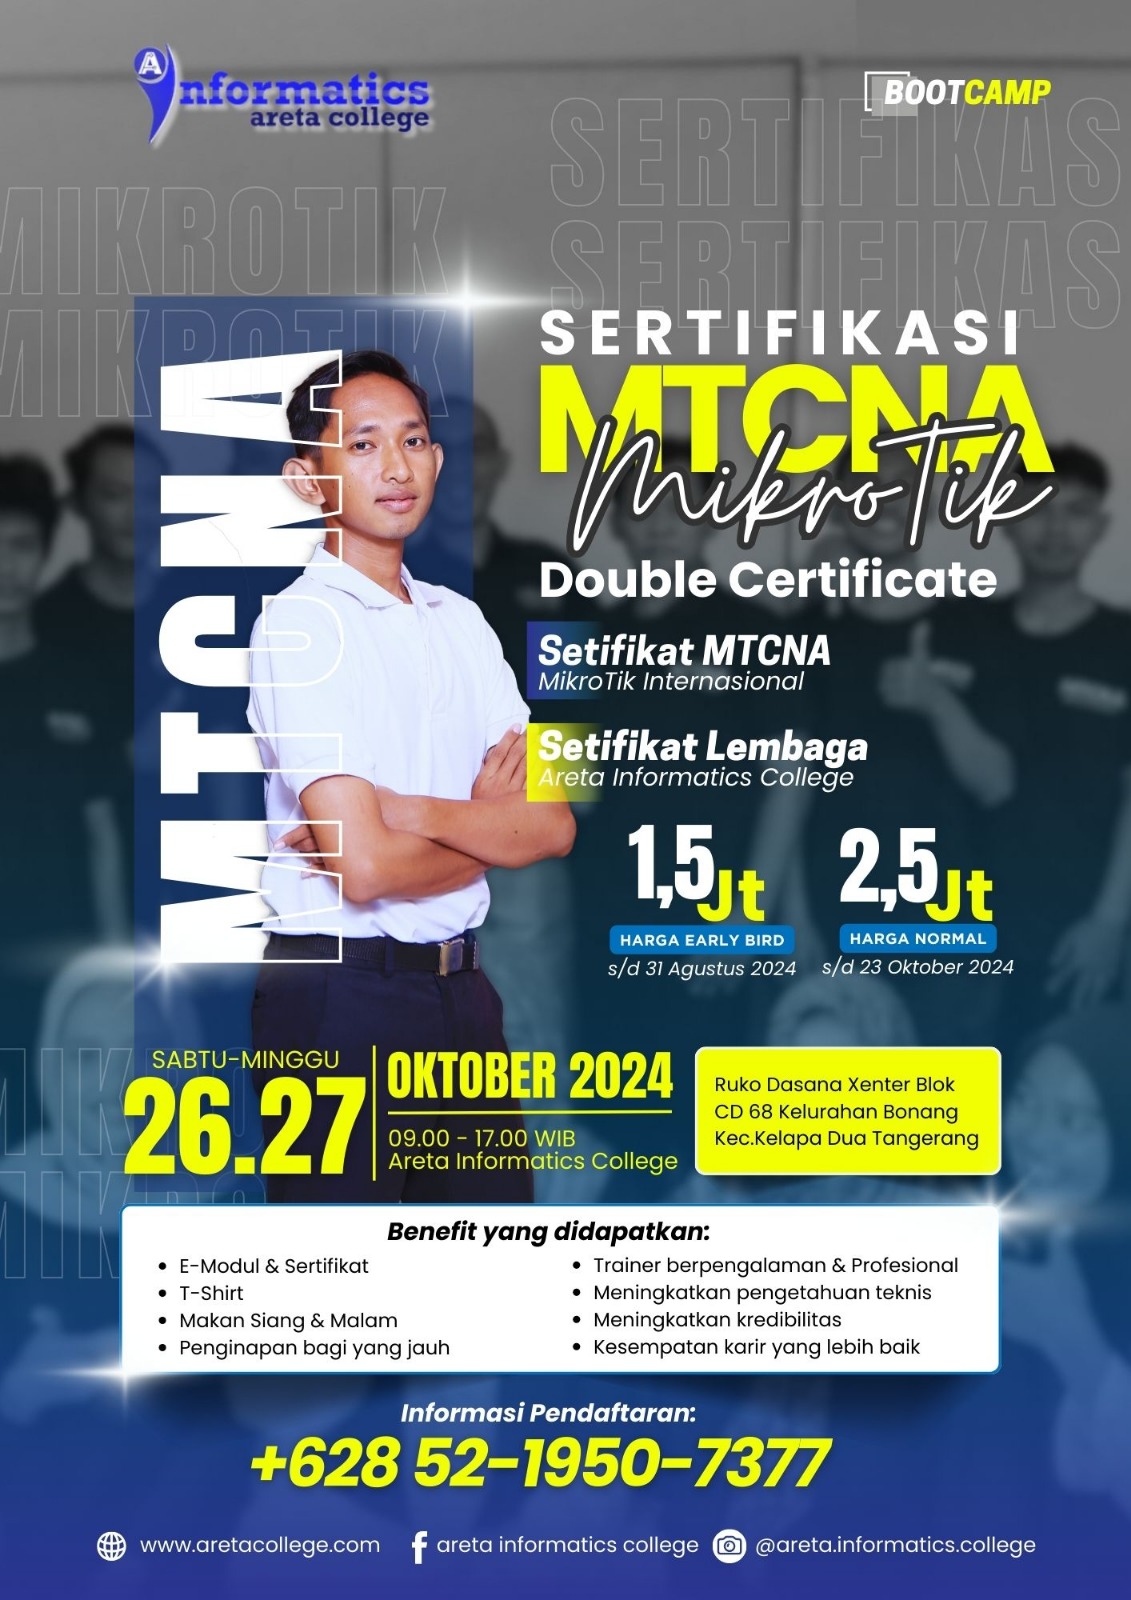 A
nformatics
areta college
BOOTCAMP
SERTIFIKAS
SERTIFIKAS
MIKROTIK
MIKROTIK
MTCNA
SERTIFIKASI
MTCNA
MikroTik
Double Certificate
Setifikat MTCNA
MikroTik Internasional
Setifikat Lembaga
Areta Informatics College
1,5Jt
HARGA EARLY BIRD
s/d 31 Agustus 2024
2,5Jt
HARGA NORMAL
s/d 23 Oktober 2024
SABTU-MINGGU
26.27
OKTOBER 2024
09.00 - 17.00 WIB
Areta Informatics College
Ruko Dasana Xenter Blok
CD 68 Kelurahan Bonang
Kec.Kelapa Dua Tangerang
MIKRO
MIKRO
Benefit yang didapatkan:
• E-Modul & Sertifikat
• T-Shirt
• Makan Siang & Malam
• Penginapan bagi yang jauh
• Trainer berpengalaman & Profesional
• Meningkatkan pengetahuan teknis
• Meningkatkan kredibilitas
• Kesempatan karir yang lebih baik
Informasi Pendaftaran:
+628 52-1950-7377
www.aretacollege.com
areta informatics college
@areta.informatics.college